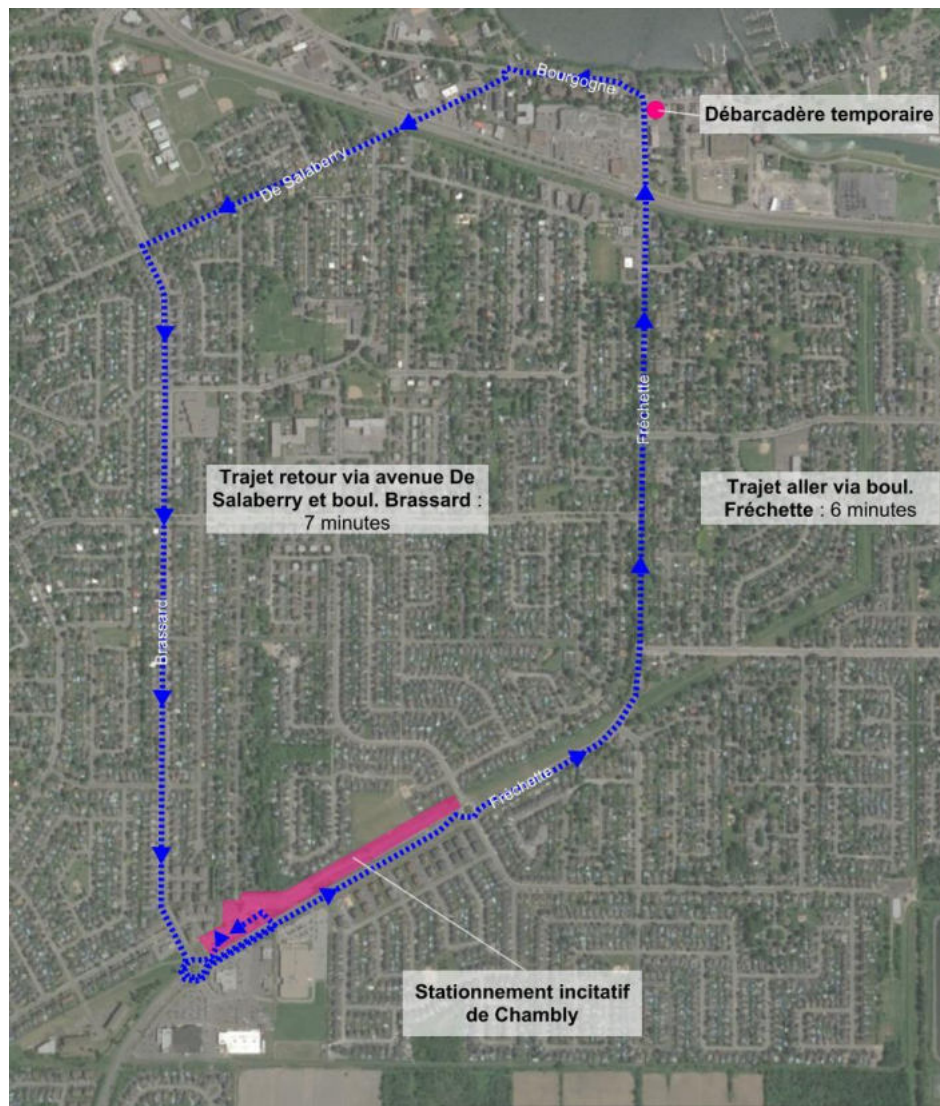 Bourgogne
Débarcadère temporaire
De Salaberry
Fréchette
Trajet retour via avenue De
Salaberry et boul. Brassard :
7 minutes
Trajet aller via boul.
Fréchette : 6 minutes
Brassard
Fréchette
Stationnement incitatif
de Chambly